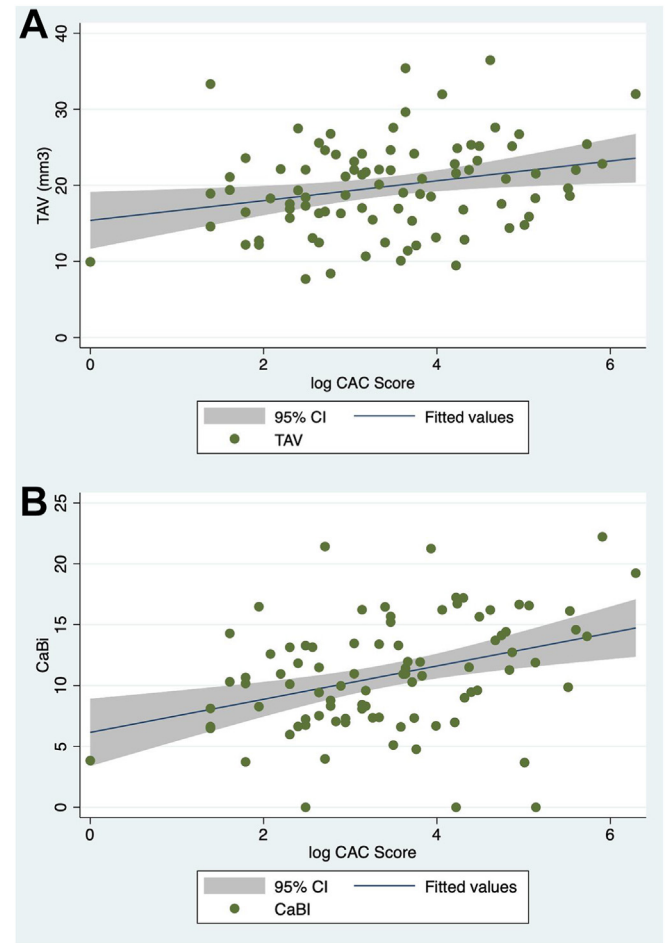 A
40
30
20
10
0
TAV (mm3)
0 2 4 6
log CAC Score
95% CI Fitted values
TAV
B
25
20
15
10
5
0
CaBi
0 2 4 6
log CAC Score
95% CI Fitted values
CaBI